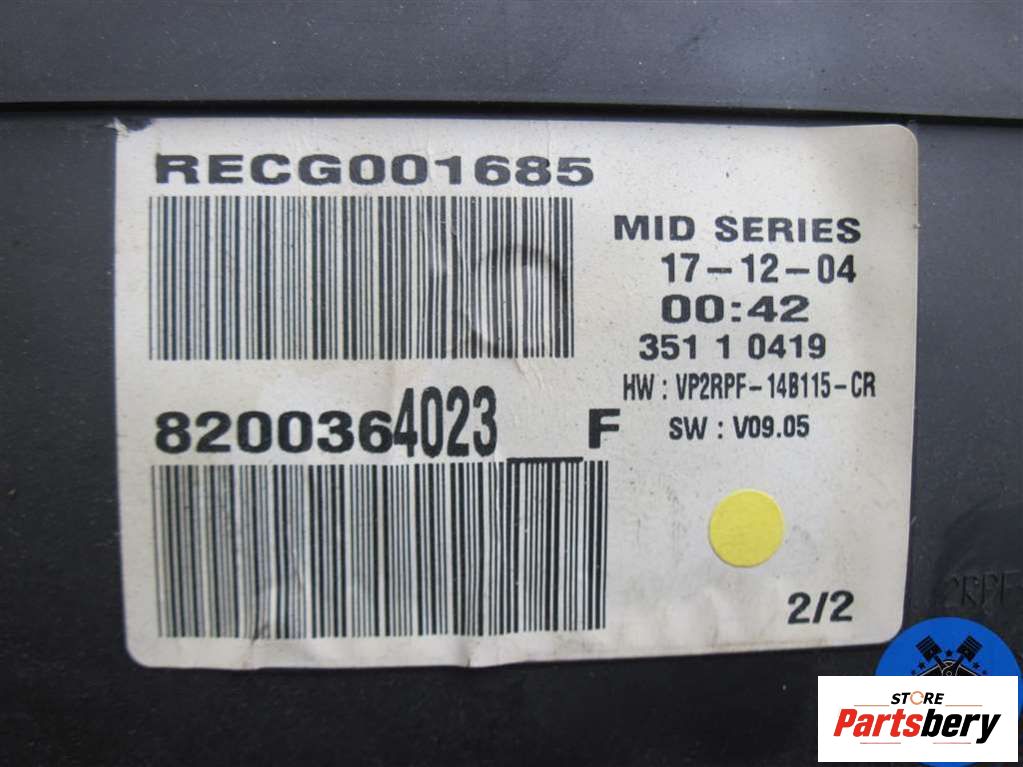 RECG001685
MID SERIES
17-12-04
00:42
351 1 0419
HW : VP2RPF-14B115-CR
SW : V09.05
8200364023__F
2/2
STORE
Partsbery